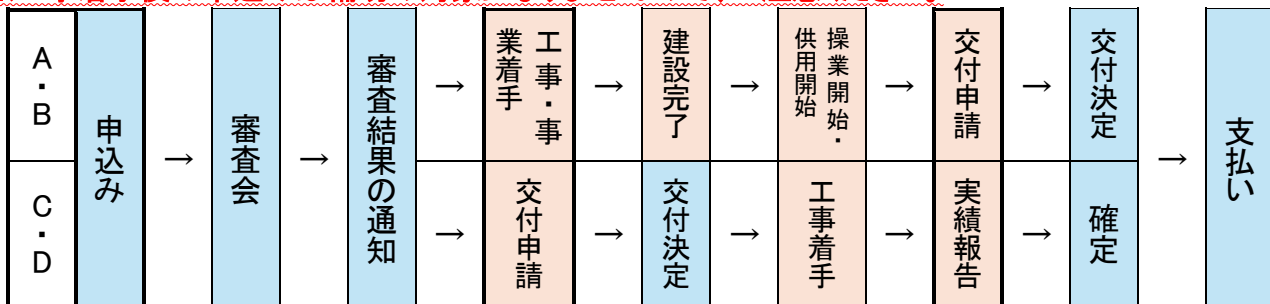 A・B
申込み
→
審査会
→
審査結果の通知
→
工事・事業着手
→
建設完了
→
操業開始・供用開始
→
交付申請
→
交付決定
→
支払い
C・D
→
交付申請
→
交付決定
→
工事着手
→
実績報告
→
確定